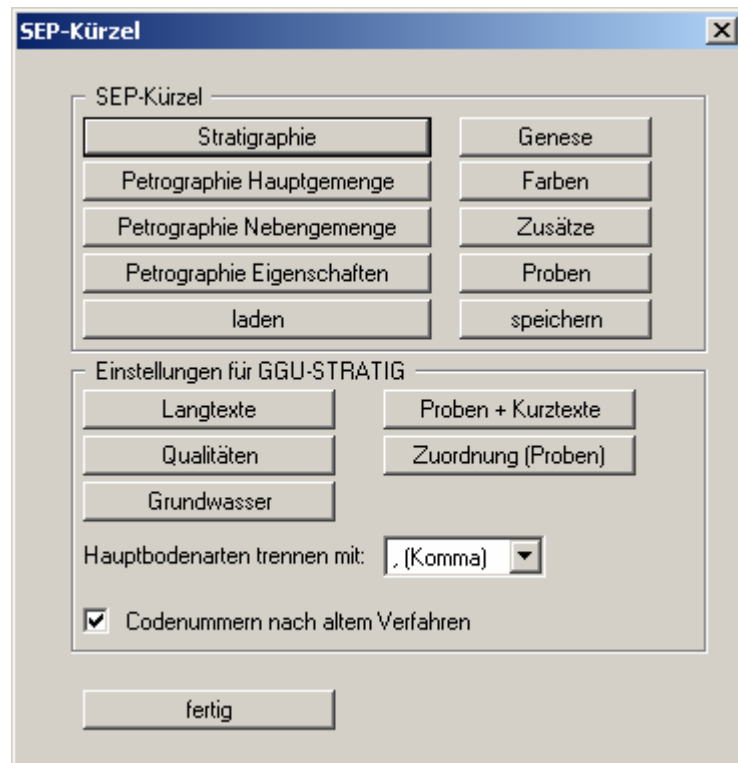 SEP-Kürzel
SEP-Kürzel
Stratigraphie Genese
Petrographie Hauptgemenge Farben
Petrographie Nebengemenge Zusätze
Petrographie Eigenschaften Proben
laden speichern
Einstellungen für GGU-STRATIG
Langtexte Proben + Kurztexte
Qualitäten Zuordnung (Proben)
Grundwasser
Hauptbodenarten trennen mit: , (Komma)
Codenummern nach altem Verfahren
fertig